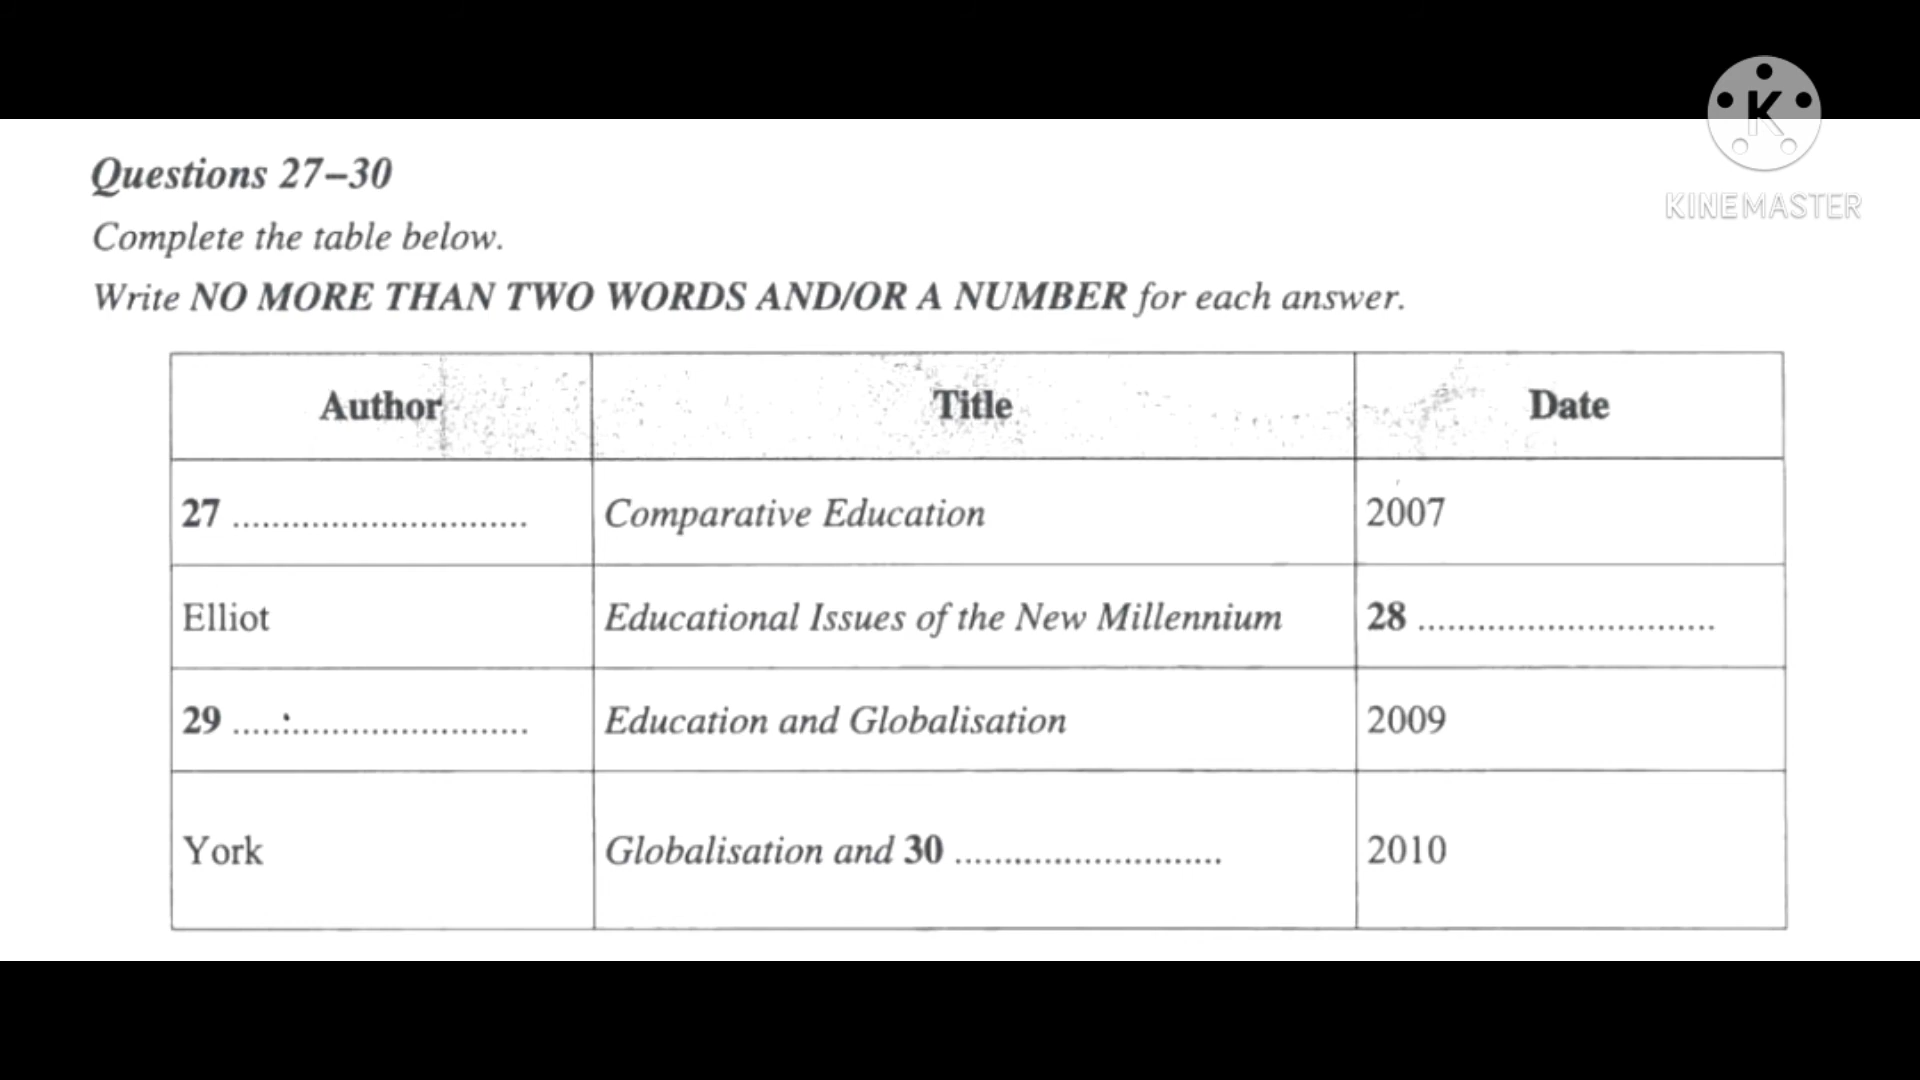 K
KINEMASTER
Questions 27–30
Complete the table below.
Write NO MORE THAN TWO WORDS AND/OR A NUMBER for each answer.
Author Title Date
27 .............................. Comparative Education 2007
Elliot Educational Issues of the New Millennium 28 ..............................
29 .............................. Education and Globalisation 2009
York Globalisation and 30 ........................... 2010